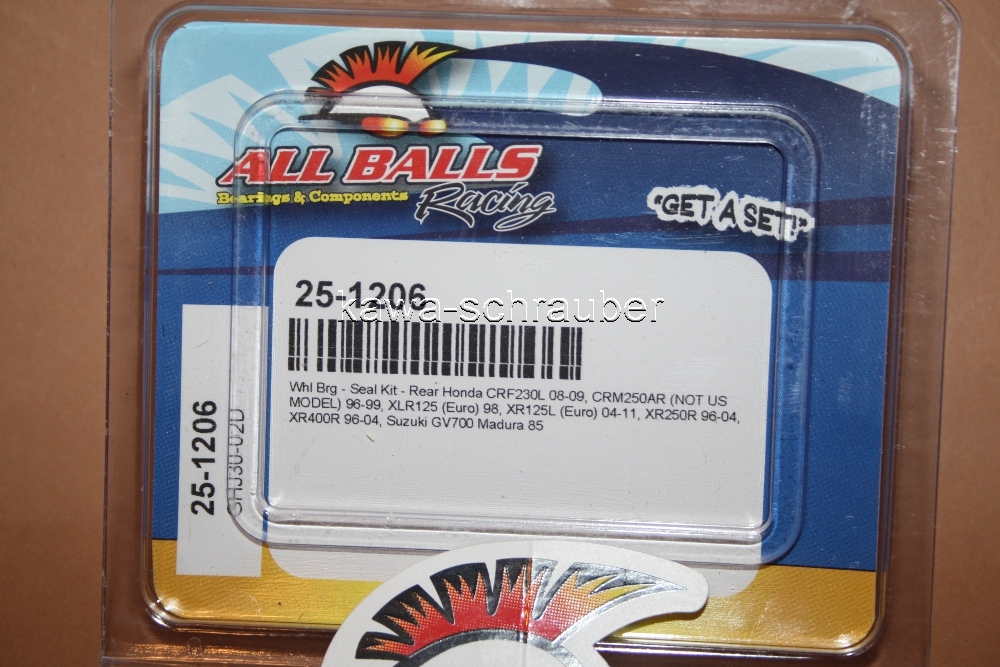 ALL BALLS
Bearings & Components
Racing
"GET A SET!"
25-1206
kawa-schrauber
Whl Brg - Seal Kit - Rear Honda CRF230L 08-09, CRM250AR (NOT US
MODEL) 96-99, XLR125 (Euro) 98, XR125L (Euro) 04-11, XR250R 96-04,
XR400R 96-04, Suzuki GV700 Madura 85
25-1206